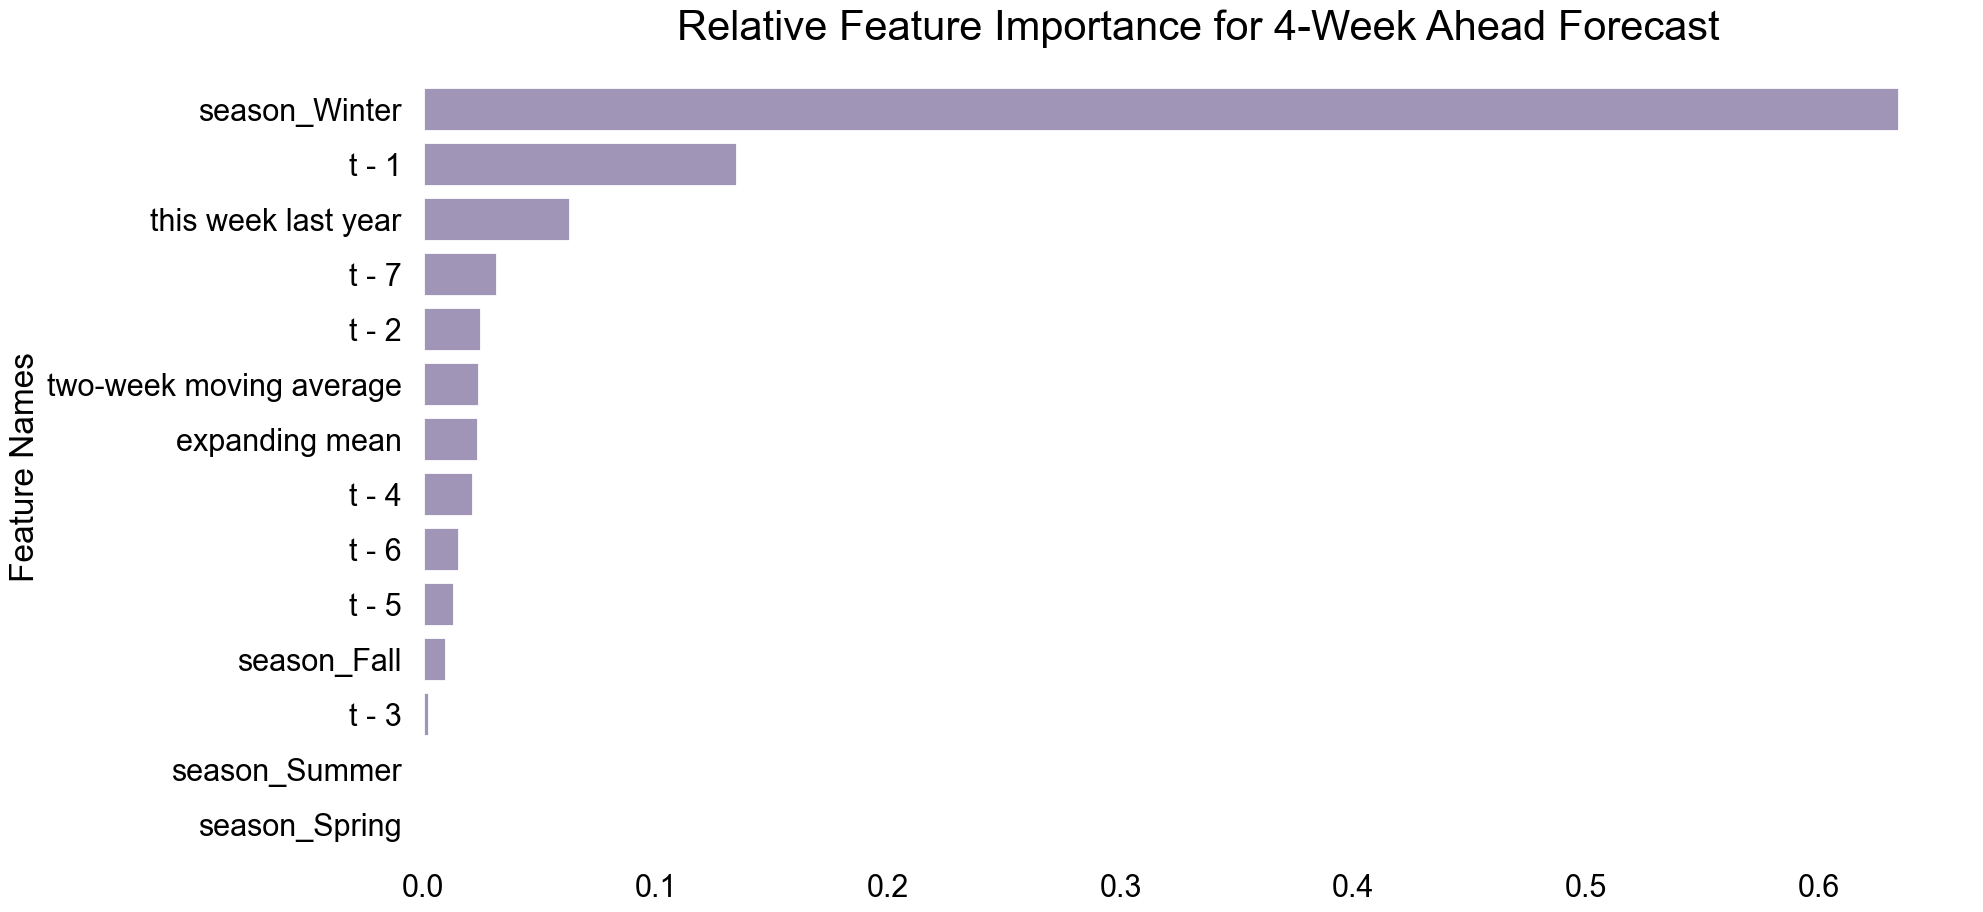 Relative Feature Importance for 4-Week Ahead Forecast
Feature Names
season_Winter
t - 1
this week last year
t - 7
t - 2
two-week moving average
expanding mean
t - 4
t - 6
t - 5
season_Fall
t - 3
season_Summer
season_Spring
0.0 0.1 0.2 0.3 0.4 0.5 0.6